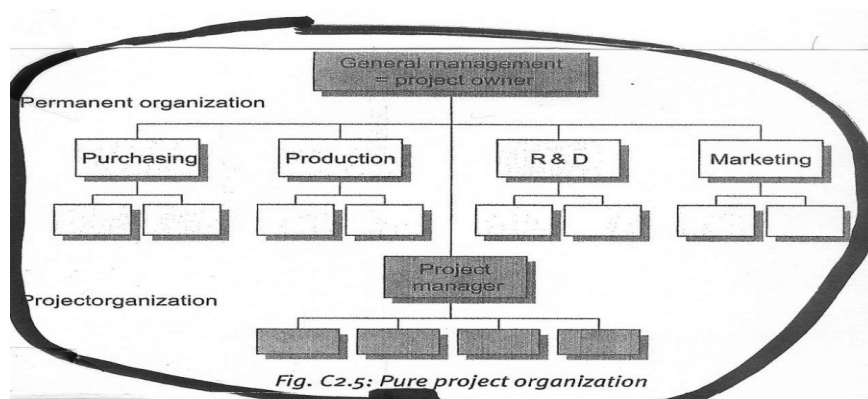 General management
= project owner
Permanent organization
Purchasing
Production
R & D
Marketing
Project
manager
Projectorganization
Fig. C2.5: Pure project organization